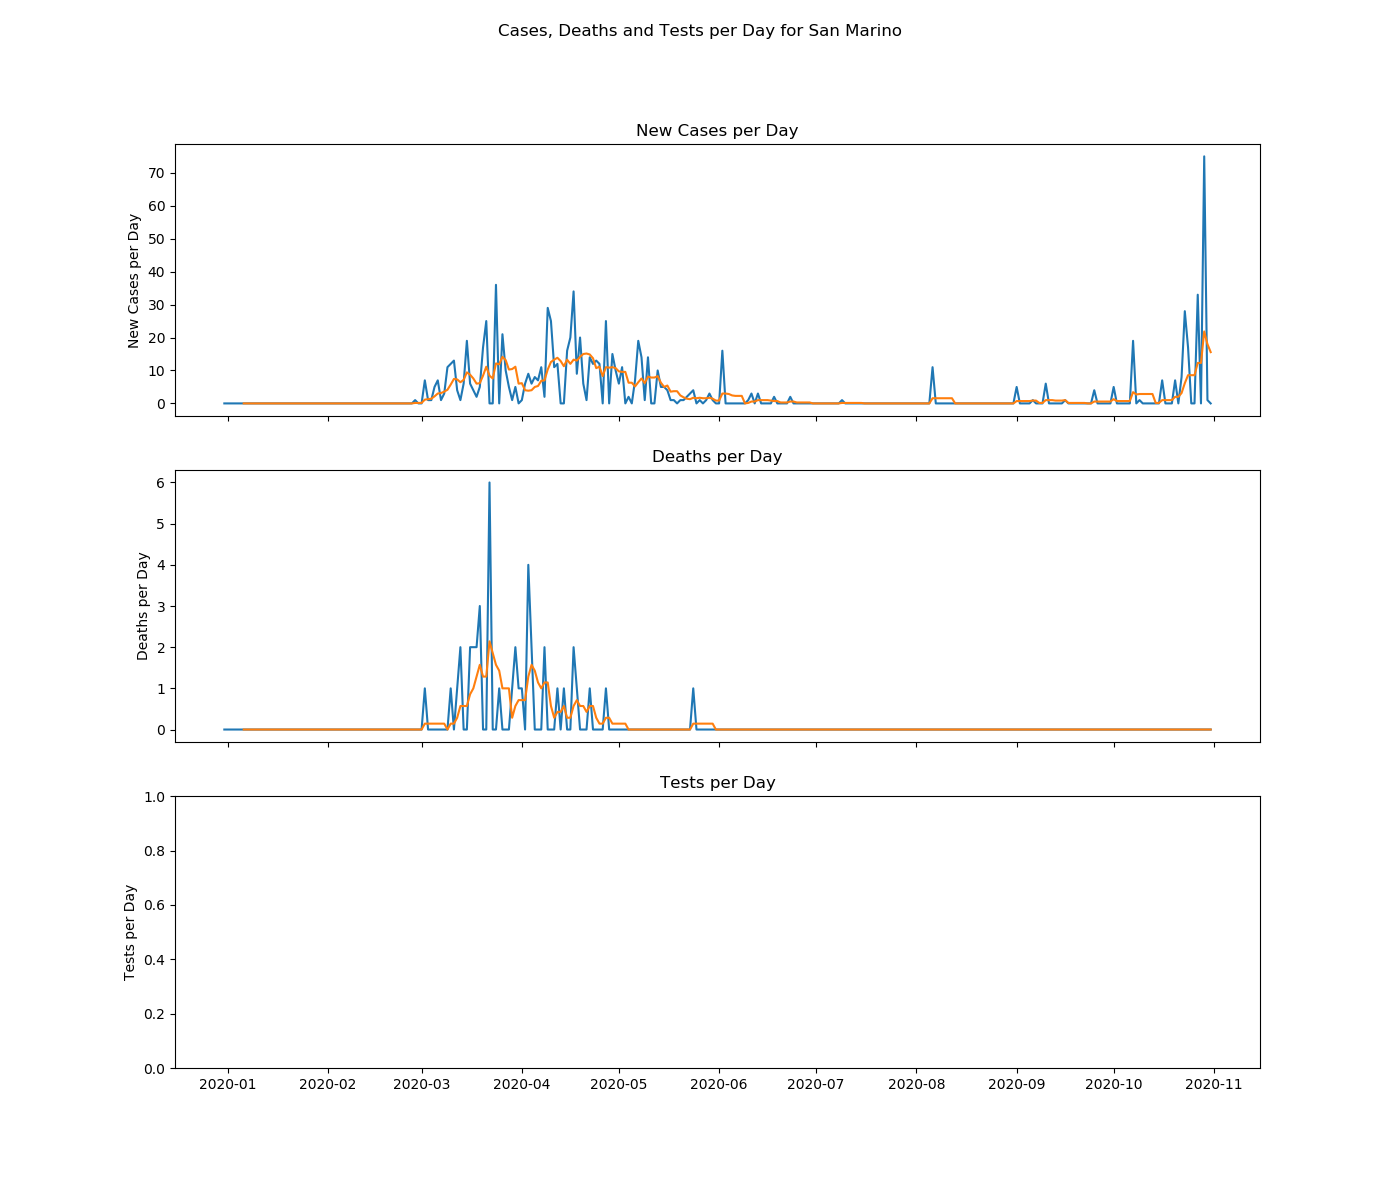 Cases, Deaths and Tests per Day for San Marino
New Cases per Day
New Cases per Day
70
60
50
40
30
20
10
0
Deaths per Day
Deaths per Day
6
5
4
3
2
1
0
Tests per Day
Tests per Day
1.0
0.8
0.6
0.4
0.2
0.0
2020-01 2020-02 2020-03 2020-04 2020-05 2020-06 2020-07 2020-08 2020-09 2020-10 2020-11